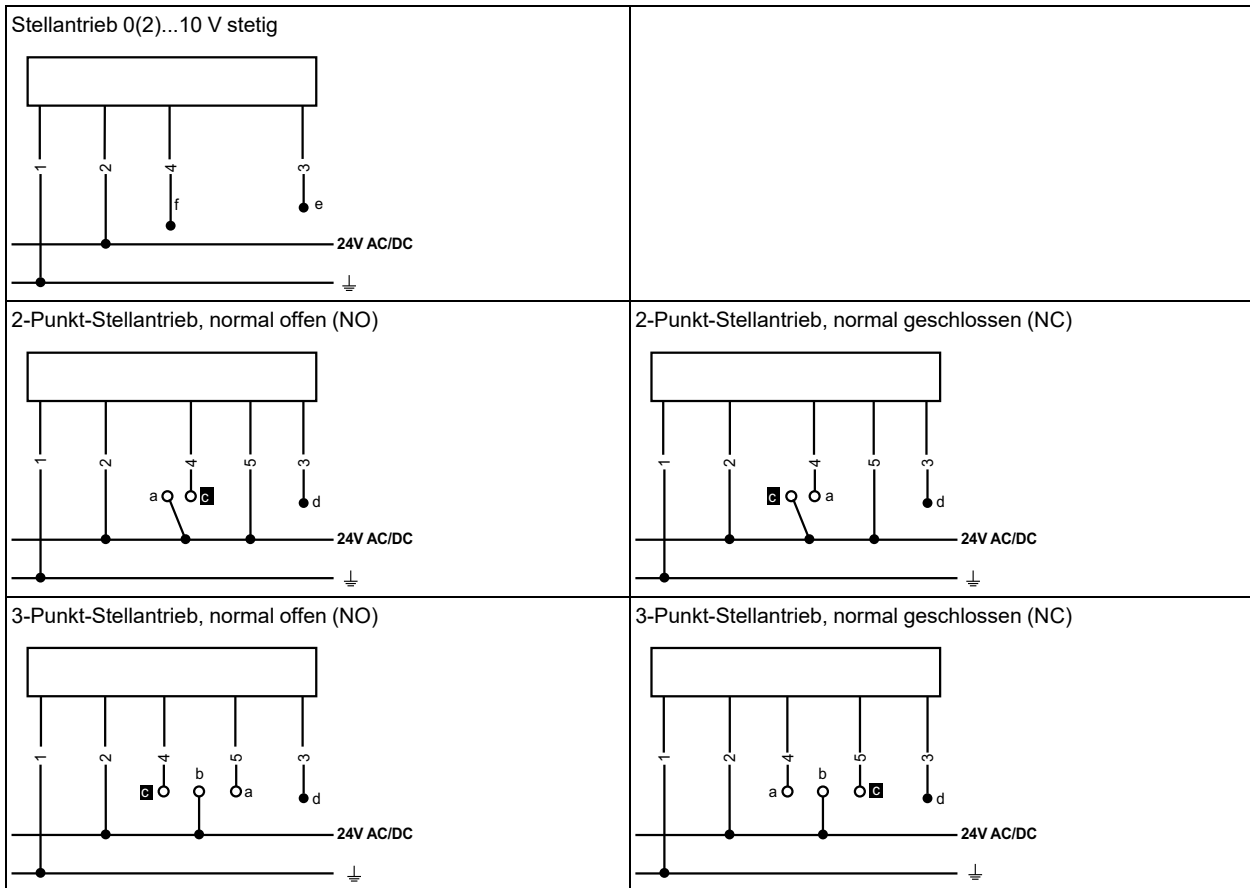 Stellantrieb 0(2)...10 V stetig
1 2 4 3
f e
24V AC/DC
2-Punkt-Stellantrieb, normal offen (NO)
1 2 4 5 3
a c d
24V AC/DC
2-Punkt-Stellantrieb, normal geschlossen (NC)
1 2 4 5 3
c a d
24V AC/DC
3-Punkt-Stellantrieb, normal offen (NO)
1 2 4 5 3
b
c a d
24V AC/DC
3-Punkt-Stellantrieb, normal geschlossen (NC)
1 2 4 5 3
b
a c d
24V AC/DC